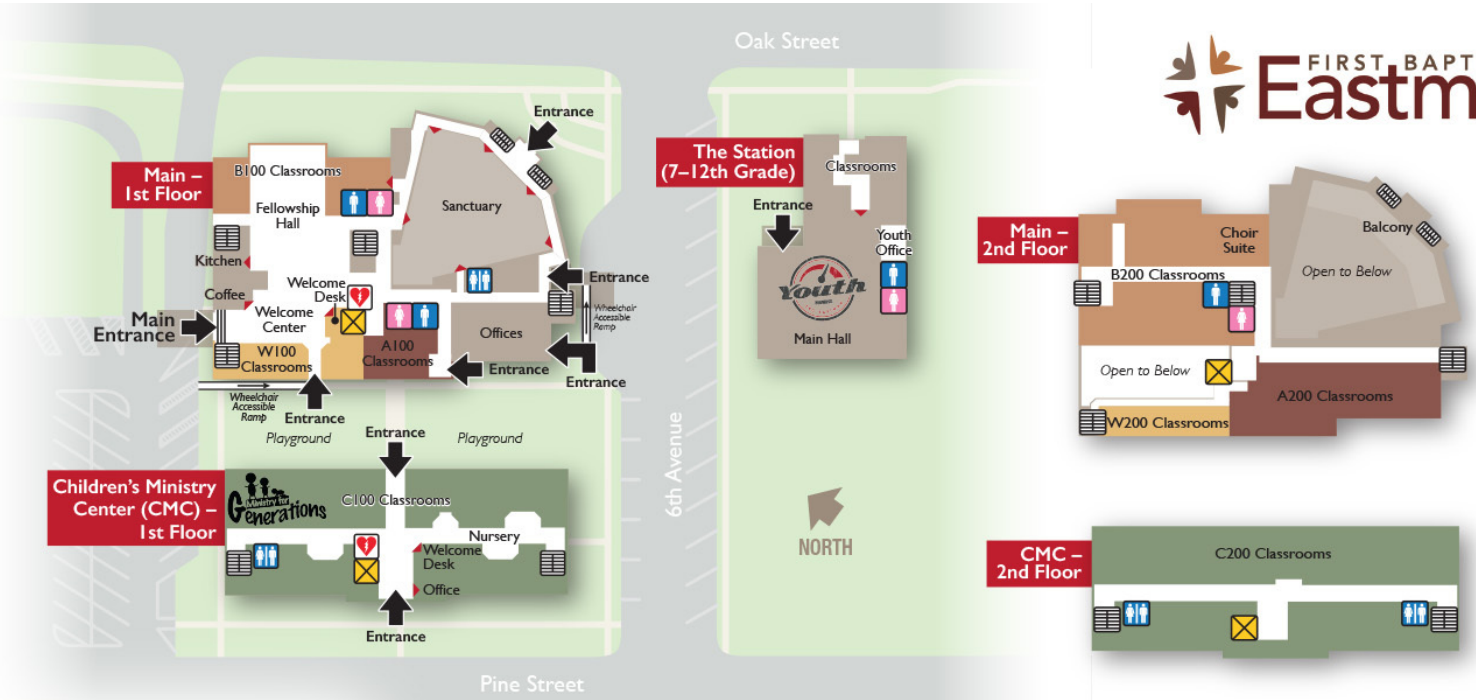 Oak Street
FIRST BAPT
Eastm
Main –
1st Floor
B100 Classrooms
Fellowship
Hall
Kitchen
Coffee
Welcome
Desk
Welcome
Center
Main
Entrance
W100
Classrooms
A100
Classrooms
Offices
Sanctuary
Entrance
Entrance
Wheelchair
Accessible
Ramp
Entrance
Entrance
Wheelchair
Accessible
Ramp
Entrance
Playground
Entrance
Playground
The Station
(7–12th Grade)
Classrooms
Entrance
Youth
Office
Youth
Main Hall
Main –
2nd Floor
Choir
Suite
Balcony
B200 Classrooms
Open to Below
Open to Below
A200 Classrooms
W200 Classrooms
Children's Ministry
Center (CMC) –
1st Floor
Ministry for
Generations
C100 Classrooms
Nursery
Welcome
Desk
Office
Entrance
6th Avenue
NORTH
CMC –
2nd Floor
C200 Classrooms
Pine Street